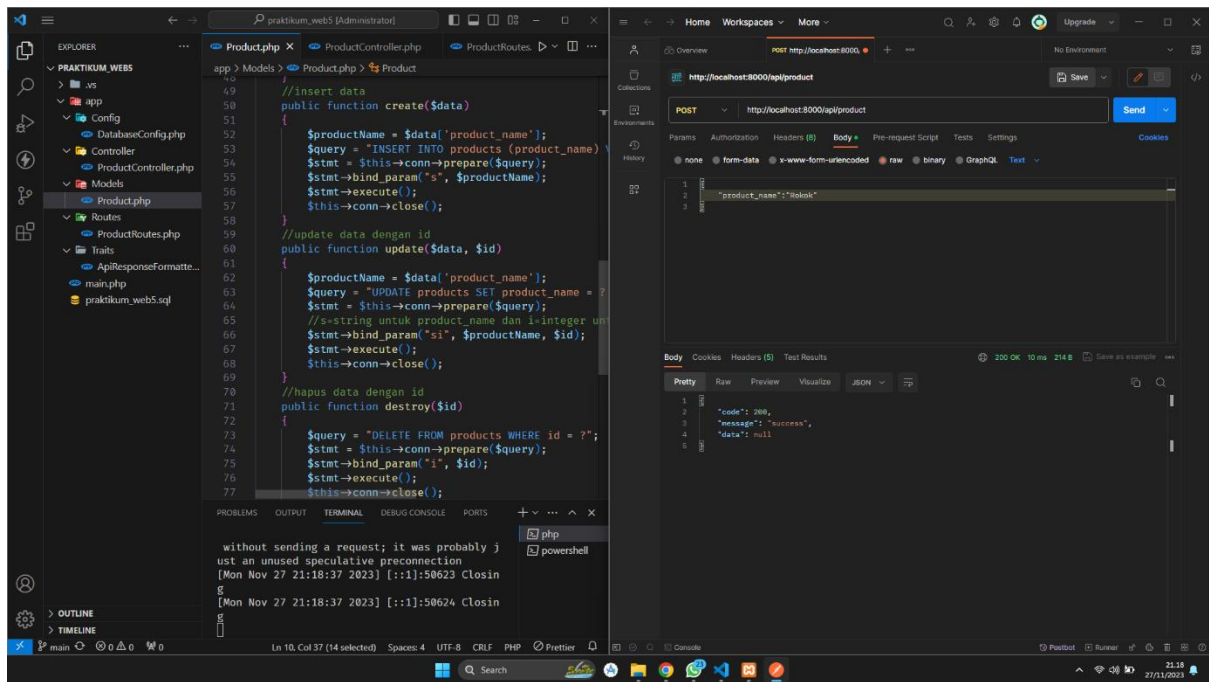 praktikum_web5 [Administrator]
EXPLORER
PRAKTIKUM_WEB5
.vs
app
Config
DatabaseConfig.php
Controller
ProductController.php
Models
Product.php
Routes
ProductRoutes.php
Traits
ApiResponseFormatte...
main.php
praktikum_web5.sql
OUTLINE
TIMELINE
Product.php
ProductController.php
ProductRoutes.
app > Models > Product.php > Product
48 }
49 //insert data
50 public function create($data)
51 {
52 $productName = $data['product_name'];
53 $query = "INSERT INTO products (product_name) V
54 $stmt = $this->conn->prepare($query);
55 $stmt->bind_param("s", $productName);
56 $stmt->execute();
57 $this->conn->close();
58 }
59 //update data dengan id
60 public function update($data, $id)
61 {
62 $productName = $data['product_name'];
63 $query = "UPDATE products SET product_name = ?
64 $stmt = $this->conn->prepare($query);
65 //s=string untuk product_name dan i=integer un
66 $stmt->bind_param("si", $productName, $id);
67 $stmt->execute();
68 $this->conn->close();
69 }
70 //hapus data dengan id
71 public function destroy($id)
72 {
73 $query = "DELETE FROM products WHERE id = ?";
74 $stmt = $this->conn->prepare($query);
75 $stmt->bind_param("i", $id);
76 $stmt->execute();
77 $this->conn->close();
PROBLEMS OUTPUT TERMINAL DEBUG CONSOLE PORTS
php
powershell
without sending a request; it was probably j
ust an unused speculative preconnection
[Mon Nov 27 21:18:37 2023] [::1]:50623 Closin
g
[Mon Nov 27 21:18:37 2023] [::1]:50624 Closin
g
main 0 0 0 Ln 10, Col 37 (14 selected) Spaces: 4 UTF-8 CRLF PHP Prettier
Home Workspaces More Upgrade
Collections
Environments
History
Overview POST http://localhost:8000, No Environment
http://localhost:8000/api/product Save
POST http://localhost:8000/api/product Send
Params Authorization Headers (8) Body Pre-request Script Tests Settings Cookies
none form-data x-www-form-urlencoded raw binary GraphQL Text
1 {
2 "product_name":"Rokok"
3 }
Body Cookies Headers (5) Test Results 200 OK 10 ms 214 B Save as example
Pretty Raw Preview Visualize JSON
1 {
2 "code": 200,
3 "message": "success",
4 "data": null
5 }
Console Postbot Runner
Search
23
21.18
27/11/2023